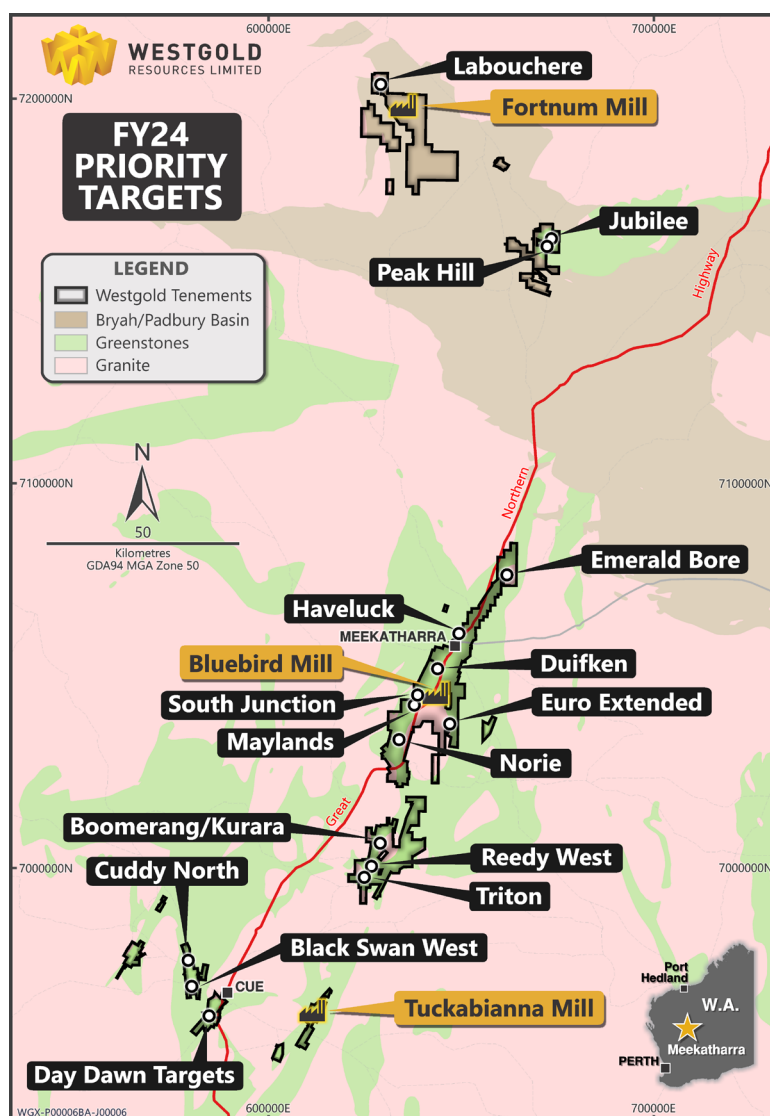 600000E
700000E
WESTGOLD
RESOURCES LIMITED
Labouchere
7200000N
7200000N
Fortnum Mill
FY24
PRIORITY
TARGETS
Jubilee
Peak Hill
Highway
LEGEND
Westgold Tenements
Bryah/Padbury Basin
Greenstones
Granite
N
7100000N
7100000N
50
Kilometres
GDA94 MGA Zone 50
Northern
Emerald Bore
Haveluck
MEEKATHARRA
Bluebird Mill
Duifken
South Junction
Euro Extended
Maylands
Norie
Great
Boomerang/Kurara
Reedy West
7000000N
7000000N
Cuddy North
Triton
Black Swan West
CUE
Tuckabianna Mill
Port
Hedland
W.A.
Meekatharra
PERTH
Day Dawn Targets
WGX-P00006BA-J00006
600000E
700000E